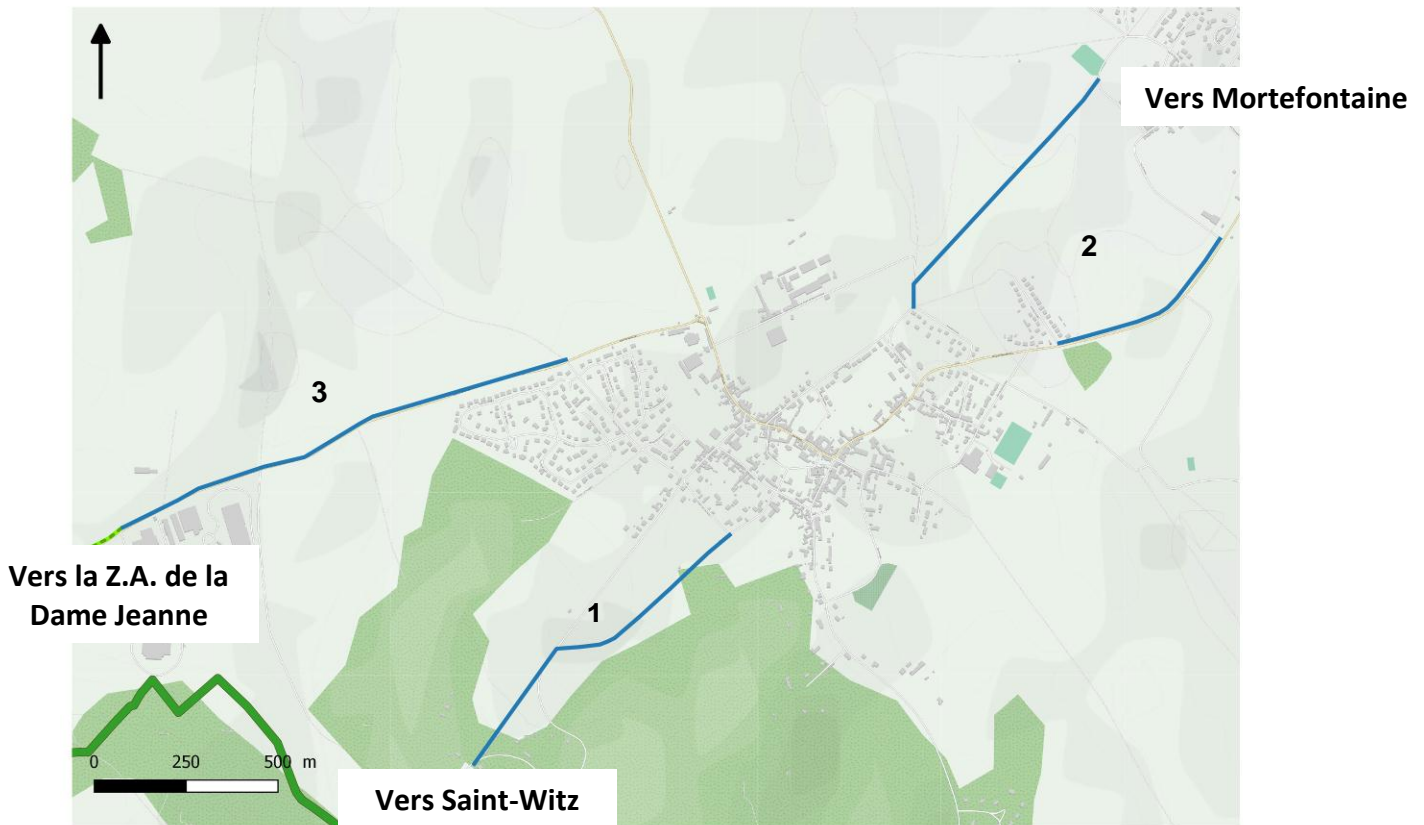 Vers Mortefontaine
2
3
Vers la Z.A. de la
Dame Jeanne
1
0 250 500 m
Vers Saint-Witz